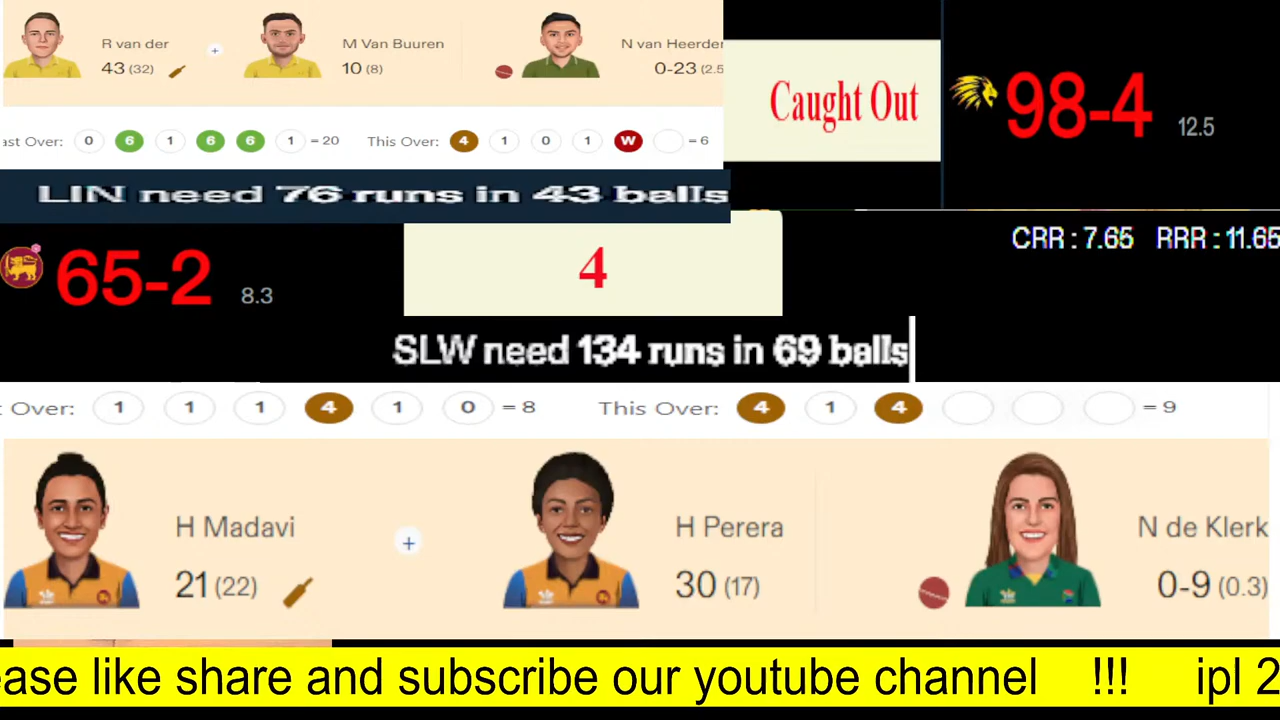 R van der
43 (32)
+
M Van Buuren
10 (8)
N van Heerder
0-23 (2.5
Caught Out
98-4 12.5
ast Over: 0 6 1 6 6 1 = 20 This Over: 4 1 0 1 W = 6
LIN need 76 runs in 43 balls
CRR : 7.65 RRR : 11.65
65-2 8.3
4
SLW need 134 runs in 69 balls
t Over: 1 1 1 4 1 0 = 8 This Over: 4 1 4 = 9
H Madavi
21 (22)
+
H Perera
30 (17)
N de Klerk
0-9 (0.3)
ease like share and subscribe our youtube channel !!! ipl 2